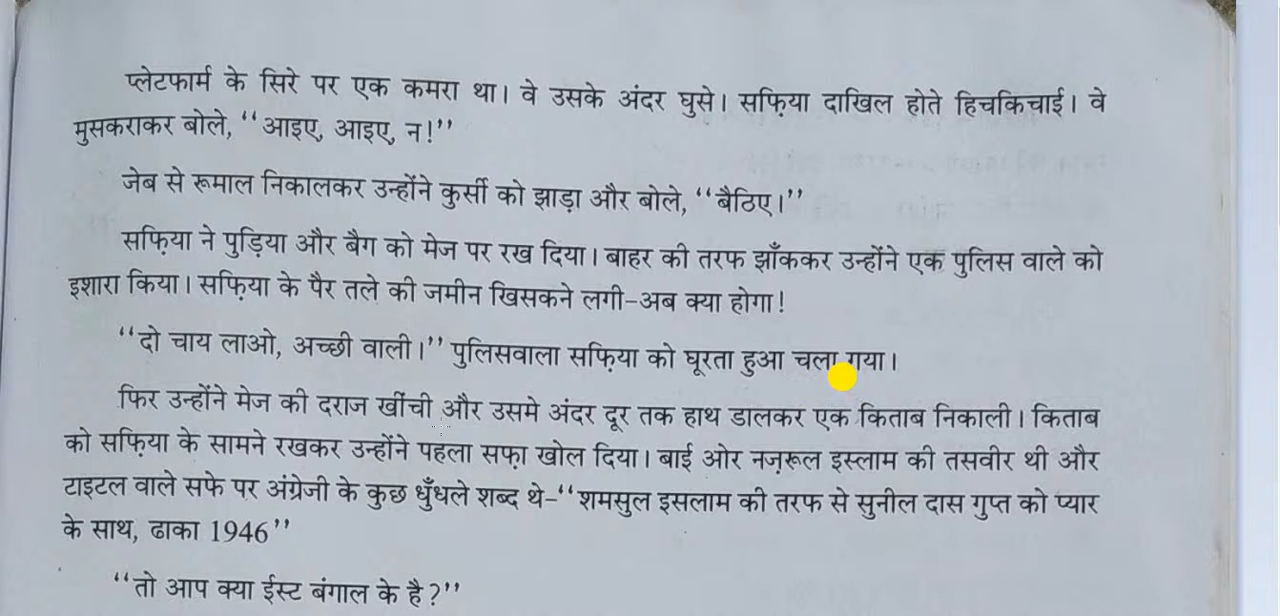 प्लेटफार्म के सिरे पर एक कमरा था। वे उसके अंदर घुसे। सफ़िया दाखिल होते हिचकिचाई। वे
मुसकराकर बोले, “आइए, आइए, न!”
जेब से रूमाल निकालकर उन्होंने कुर्सी को झाड़ा और बोले, “बैठिए।”
सफ़िया ने पुड़िया और बैग को मेज पर रख दिया। बाहर की तरफ झाँककर उन्होंने एक पुलिस वाले को
इशारा किया। सफ़िया के पैर तले की जमीन खिसकने लगी-अब क्या होगा!
“दो चाय लाओ, अच्छी वाली।” पुलिसवाला सफ़िया को घूरता हुआ चला गया।
फिर उन्होंने मेज की दराज खींची और उसमे अंदर दूर तक हाथ डालकर एक किताब निकाली। किताब
को सफ़िया के सामने रखकर उन्होंने पहला सफ़ा खोल दिया। बाई ओर नज़रूल इस्लाम की तसवीर थी और
टाइटल वाले सफे पर अंग्रेजी के कुछ धुँधले शब्द थे-“शमसुल इसलाम की तरफ से सुनील दास गुप्त को प्यार
के साथ, ढाका 1946”
“तो आप क्या ईस्ट बंगाल के है?”